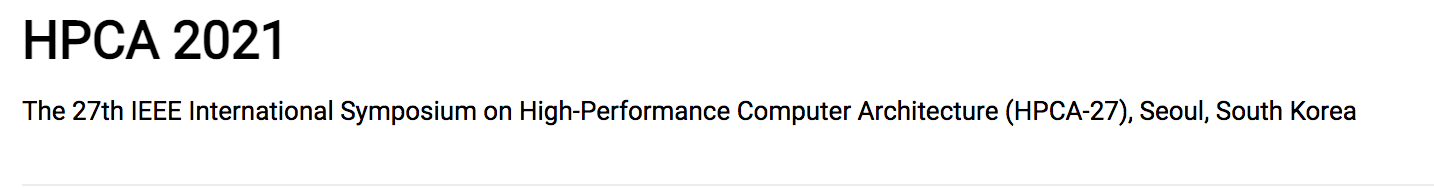 HPCA 2021
The 27th IEEE International Symposium on High-Performance Computer Architecture (HPCA-27), Seoul, South Korea